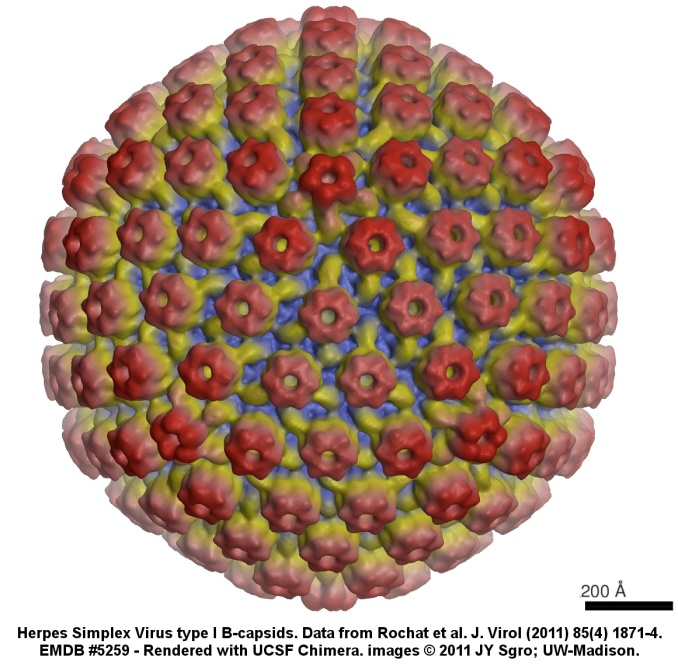 200 Å
Herpes Simplex Virus type I B-capsids. Data from Rochat et al. J. Virol (2011) 85(4) 1871-4.
EMDB #5259 - Rendered with UCSF Chimera. images © 2011 JY Sgro; UW-Madison.